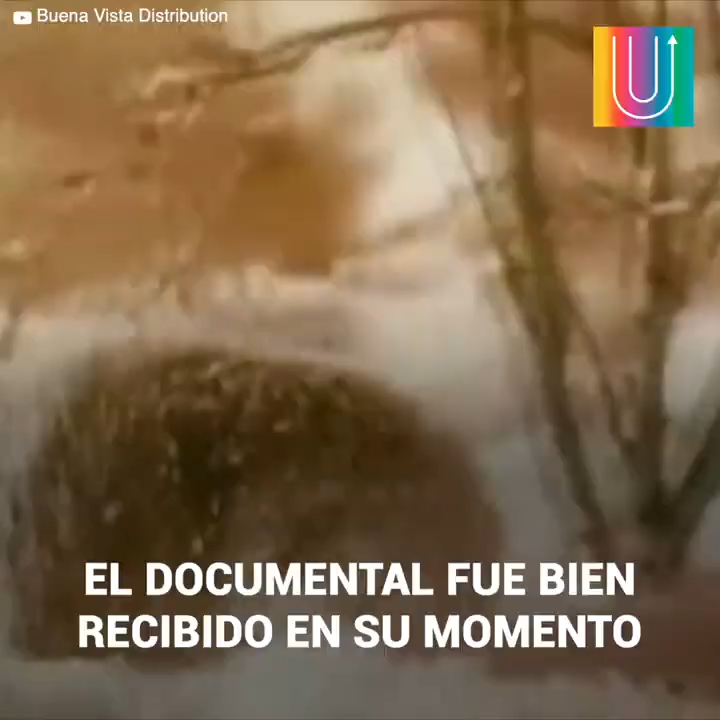 Buena Vista Distribution
U
EL DOCUMENTAL FUE BIEN
RECIBIDO EN SU MOMENTO